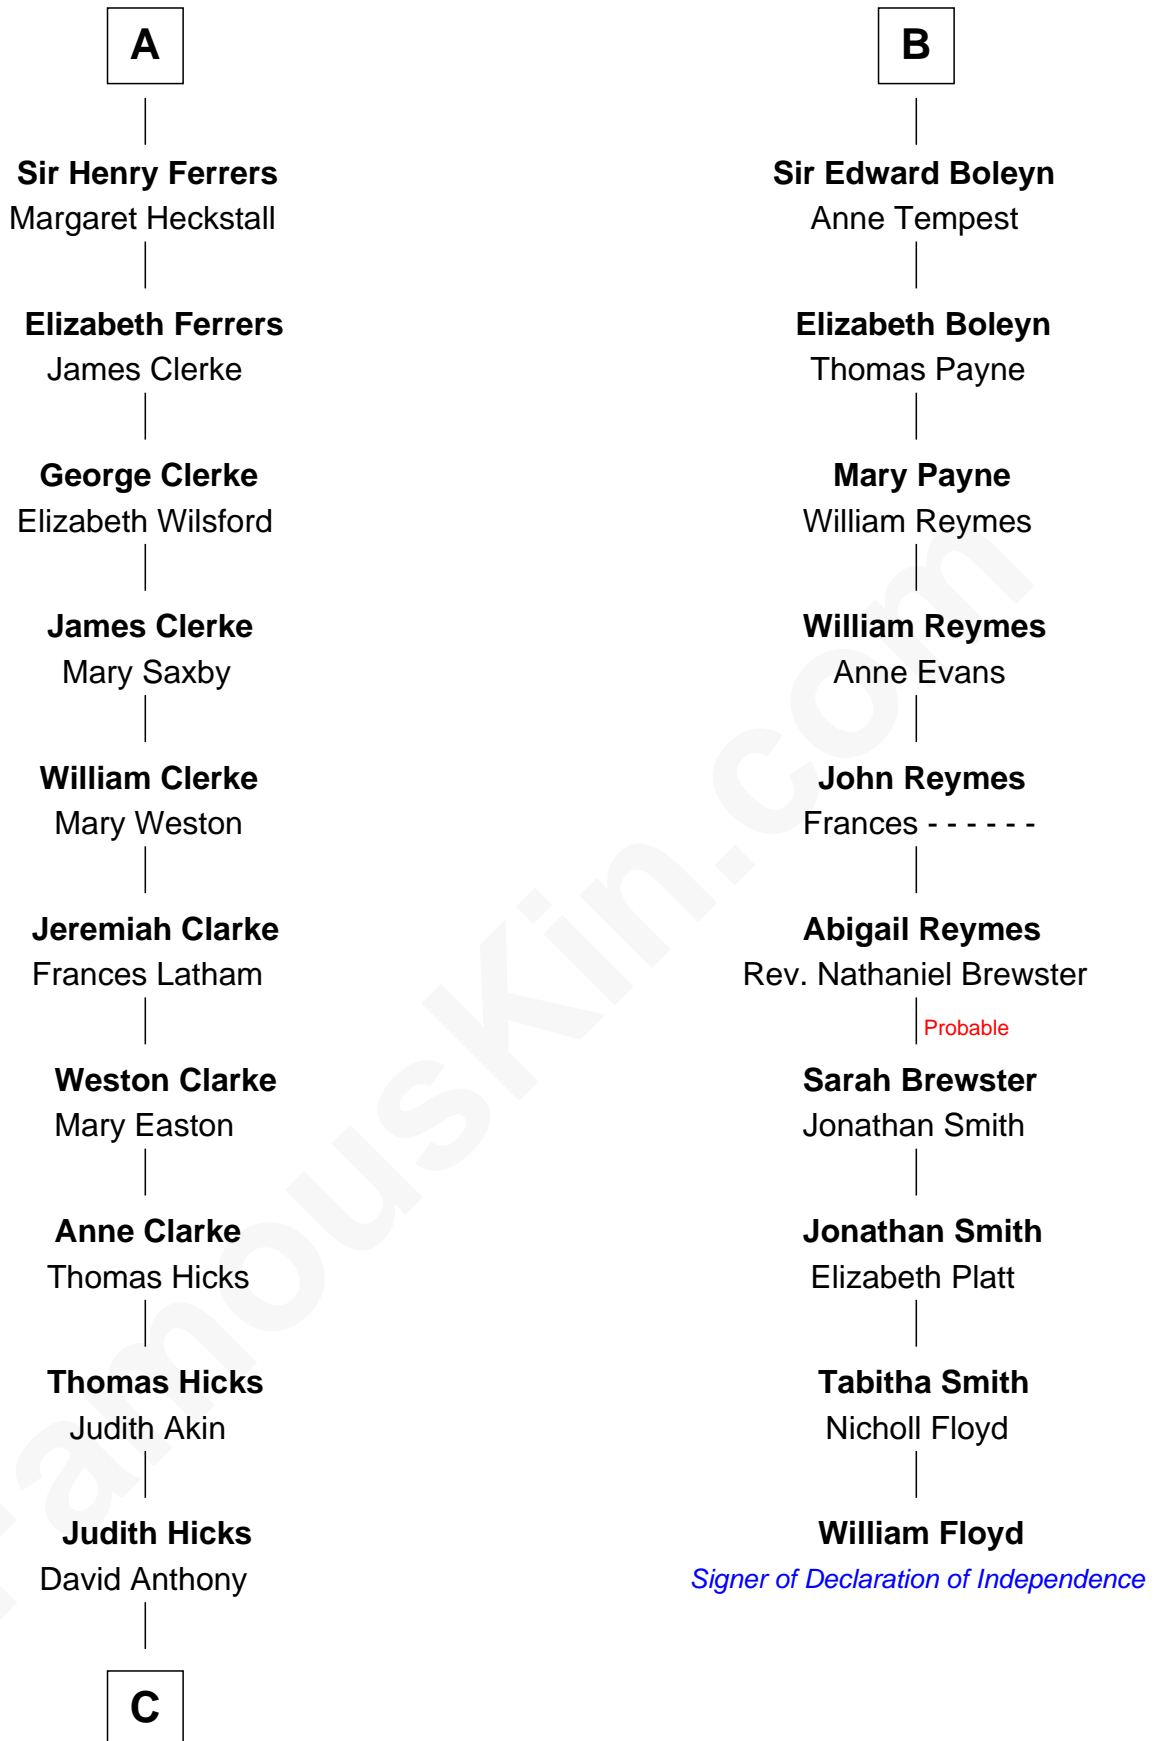 A
Sir Henry Ferrers
Margaret Heckstall
Elizabeth Ferrers
James Clerke
George Clerke
Elizabeth Wilsford
James Clerke
Mary Saxby
William Clerke
Mary Weston
Jeremiah Clarke
Frances Latham
Weston Clarke
Mary Easton
Anne Clarke
Thomas Hicks
Thomas Hicks
Judith Akin
Judith Hicks
David Anthony
C
B
Sir Edward Boleyn
Anne Tempest
Elizabeth Boleyn
Thomas Payne
Mary Payne
William Reymes
William Reymes
Anne Evans
John Reymes
Frances - - - - - -
Abigail Reymes
Rev. Nathaniel Brewster
Probable
Sarah Brewster
Jonathan Smith
Jonathan Smith
Elizabeth Platt
Tabitha Smith
Nicholl Floyd
William Floyd
Signer of Declaration of Independence
FamousKin.com